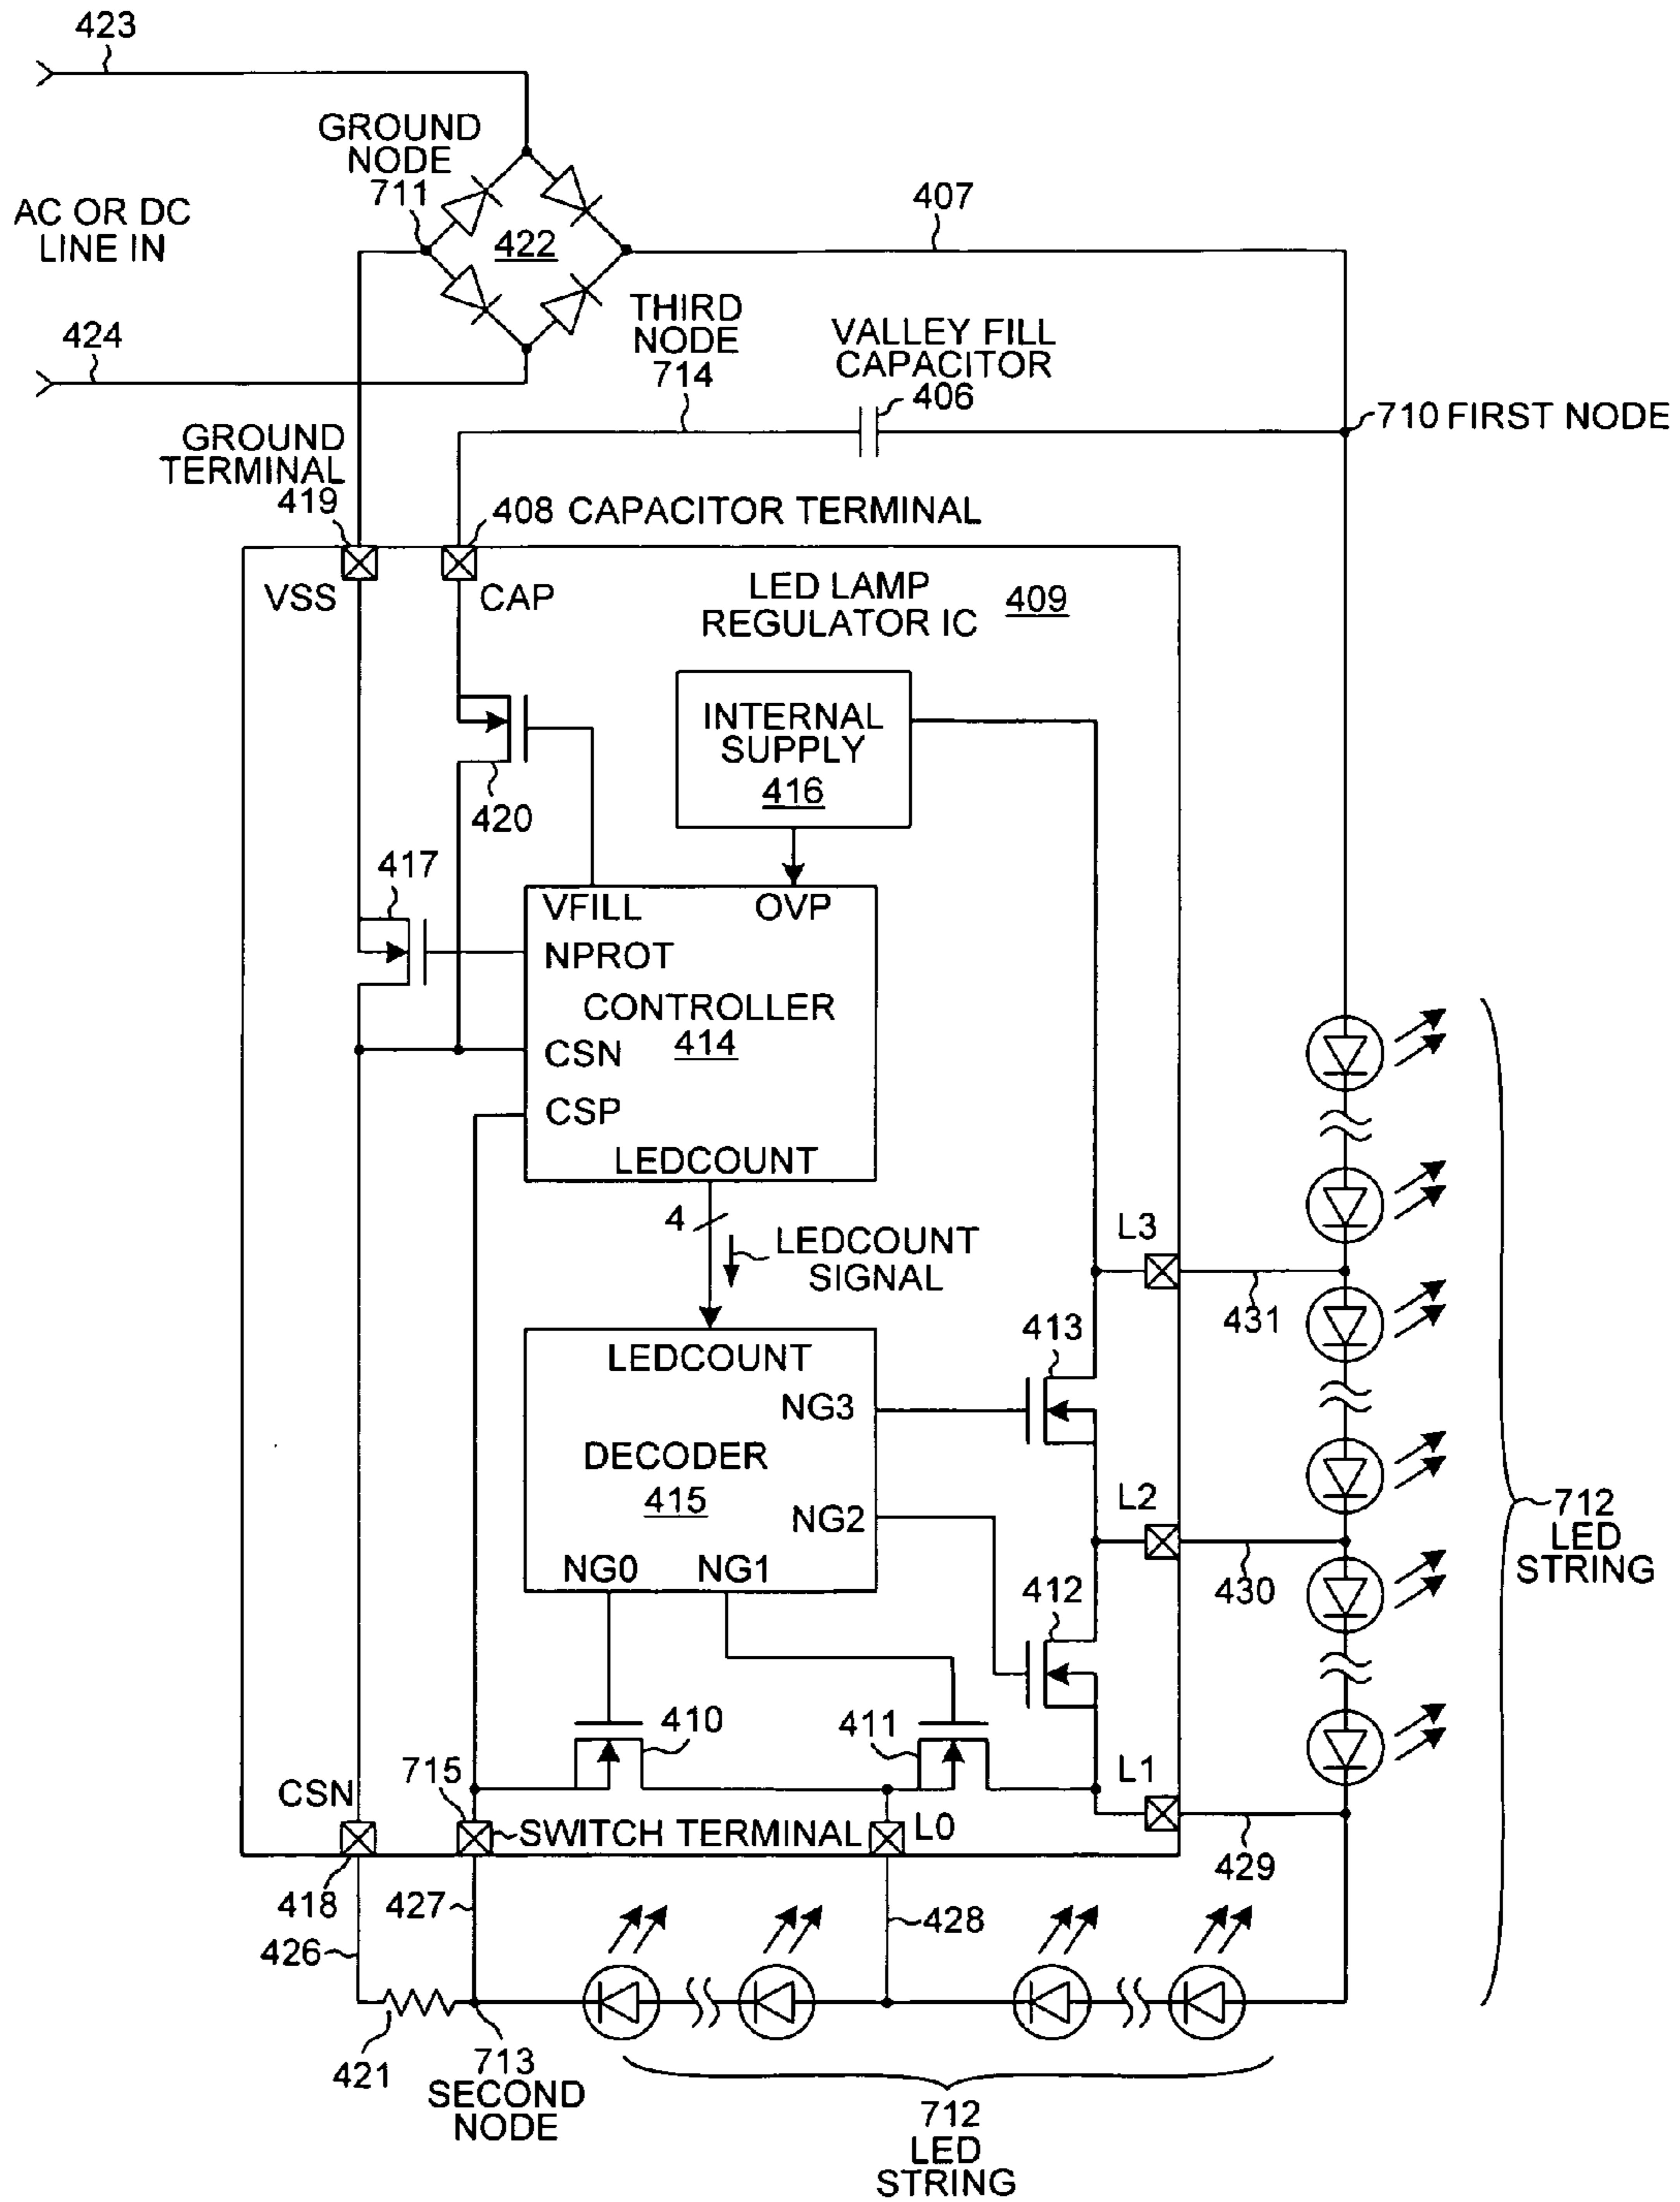 423
GROUND
NODE
711
AC OR DC
LINE IN
422
407
424
THIRD
NODE
714
VALLEY FILL
CAPACITOR
406
710 FIRST NODE
GROUND
TERMINAL
419
408 CAPACITOR TERMINAL
VSS
CAP
LED LAMP
REGULATOR IC
409
INTERNAL
SUPPLY
416
420
417
VFILL
OVP
NPROT
CONTROLLER
414
CSN
CSP
LEDCOUNT
4
LEDCOUNT
SIGNAL
L3
431
413
LEDCOUNT
NG3
DECODER
415
NG2
NG0
NG1
L2
430
412
712
LED
STRING
410
411
L1
429
CSN
715
SWITCH TERMINAL
L0
418
427
428
426
421
713
SECOND
NODE
712
LED
STRING